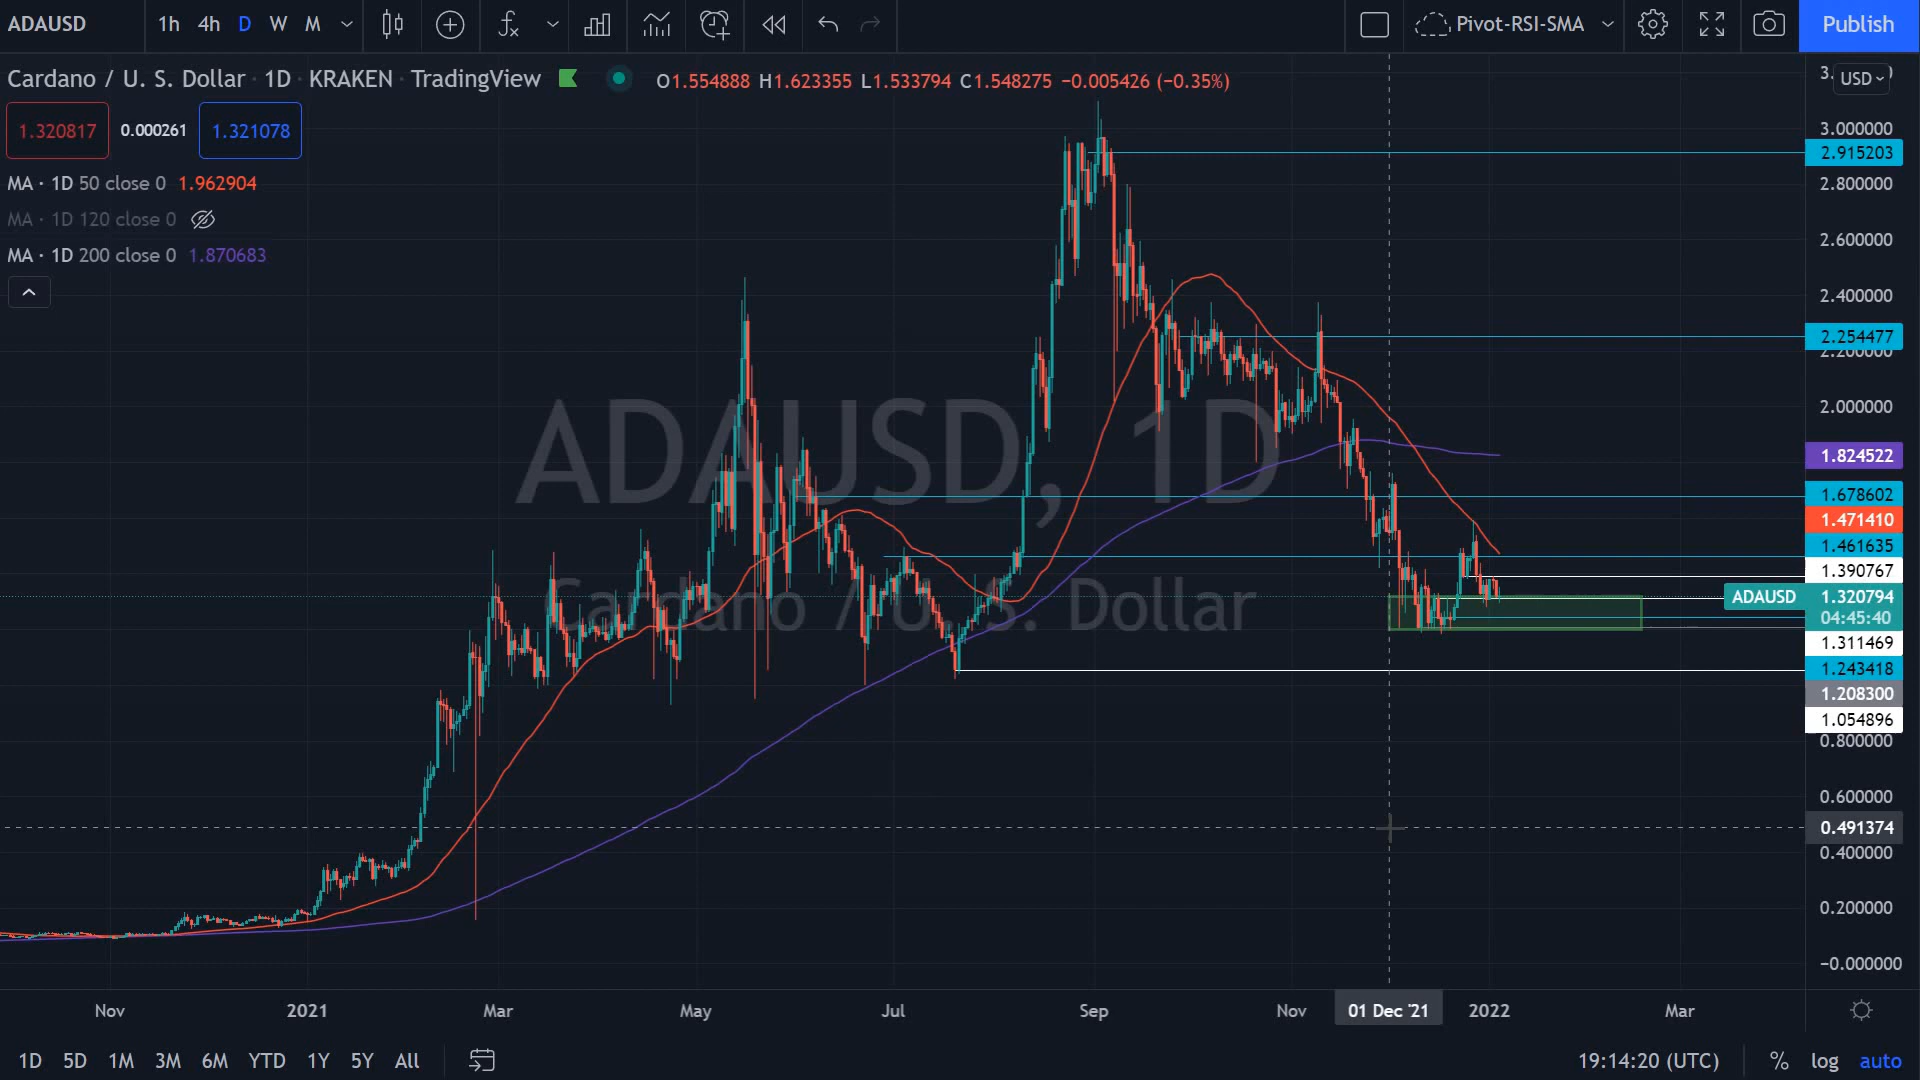 ADAUSD 1h 4h D W M Pivot-RSI-SMA Publish
Cardano / U. S. Dollar · 1D · KRAKEN · TradingView O1.554888 H1.623355 L1.533794 C1.548275 −0.005426 (−0.35%)
USD
1.320817 0.000261 1.321078
MA · 1D 50 close 0 1.962904
MA · 1D 120 close 0
MA · 1D 200 close 0 1.870683
ADAUSD, 1D
Cardano / U. S. Dollar
3.000000
2.915203
2.800000
2.600000
2.400000
2.254477
2.200000
2.000000
1.824522
1.678602
1.471410
1.461635
1.390767
ADAUSD 1.320794
04:45:40
1.311469
1.243418
1.208300
1.054896
0.800000
0.600000
0.491374
0.400000
0.200000
−0.000000
Nov 2021 Mar May Jul Sep Nov 01 Dec '21 2022 Mar
1D 5D 1M 3M 6M YTD 1Y 5Y All 19:14:20 (UTC) % log auto